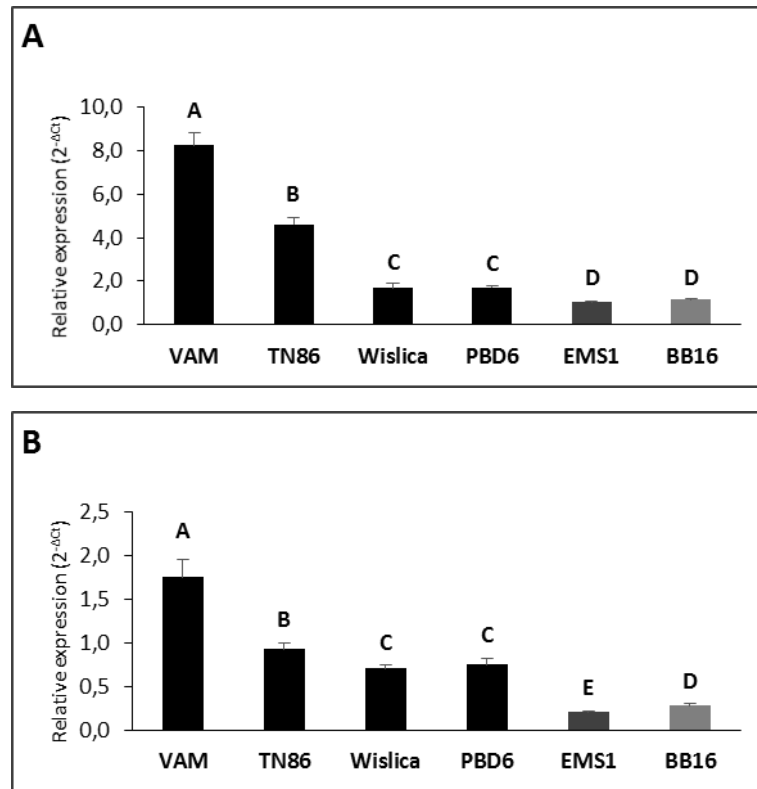 A
Relative expression (2^-ΔCt)
10,0
8,0
6,0
4,0
2,0
0,0
A
B
C
C
D
D
VAM TN86 Wislica PBD6 EMS1 BB16
B
Relative expression (2^-ΔCt)
2,5
2,0
1,5
1,0
0,5
0,0
A
B
C
C
E
D
VAM TN86 Wislica PBD6 EMS1 BB16